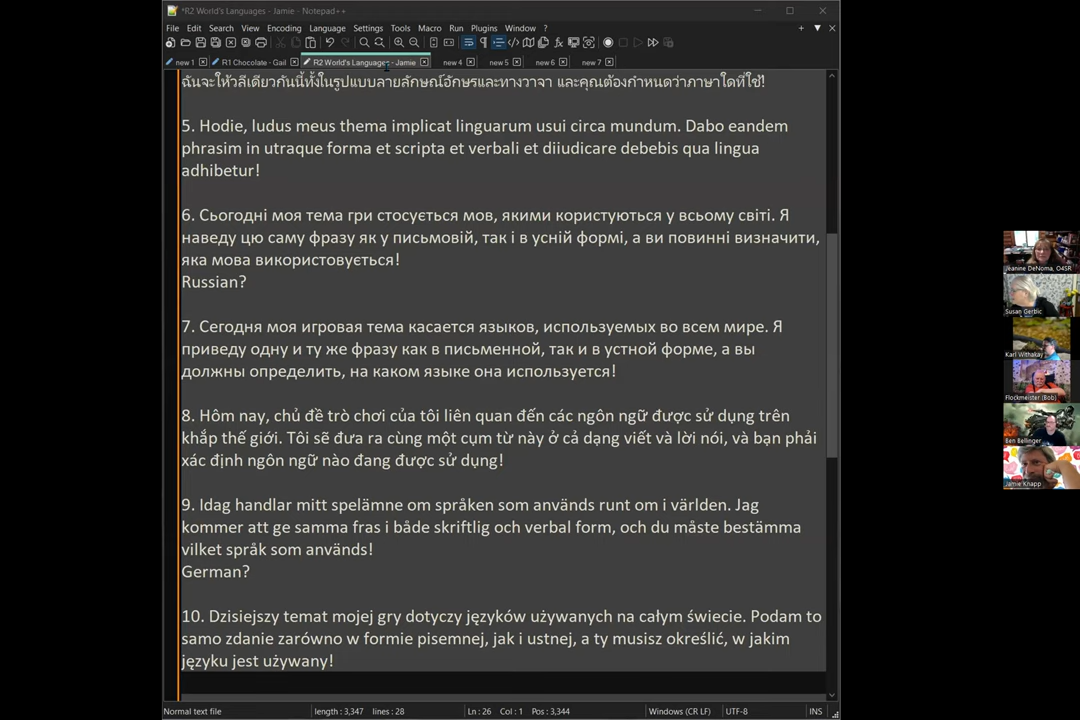 *R2 World's Languages - Jamie - Notepad++
File Edit Search View Encoding Language Settings Tools Macro Run Plugins Window ?
new 1 R1 Chocolate - Gail R2 World's Languages - Jamie new 4 new 5 new 6 new 7
ฉันจะให้วลีเดียวกันนี้ทั้งในรูปแบบลายลักษณ์อักษรและทางวาจา และคุณต้องกำหนดว่าภาษาใดที่ใช้!
5. Hodie, ludus meus thema implicat linguarum usui circa mundum. Dabo eandem
phrasim in utraque forma et scripta et verbali et diiudicare debebis qua lingua
adhibetur!
6. Сьогодні моя тема гри стосується мов, якими користуються у всьому світі. Я
наведу цю саму фразу як у письмовій, так і в усній формі, а ви повинні визначити,
яка мова використовується!
Russian?
7. Сегодня моя игровая тема касается языков, используемых во всем мире. Я
приведу одну и ту же фразу как в письменной, так и в устной форме, а вы
должны определить, на каком языке она используется!
8. Hôm nay, chủ đề trò chơi của tôi liên quan đến các ngôn ngữ được sử dụng trên
khắp thế giới. Tôi sẽ đưa ra cùng một cụm từ này ở cả dạng viết và lời nói, và bạn phải
xác định ngôn ngữ nào đang được sử dụng!
9. Idag handlar mitt spelämne om språken som används runt om i världen. Jag
kommer att ge samma fras i både skriftlig och verbal form, och du måste bestämma
vilket språk som används!
German?
10. Dzisiejszy temat mojej gry dotyczy języków używanych na całym świecie. Podam to
samo zdanie zarówno w formie pisemnej, jak i ustnej, a ty musisz określić, w jakim
języku jest używany!
Normal text file length : 3,347 lines : 28 Ln : 26 Col : 1 Pos : 3,344 Windows (CR LF) UTF-8 INS
Jeanine DeNoma, O4SR
Susan Gerbic
Karl Withakay
Flockmeister (Bob)
Ben Bellinger
Jamie Knapp